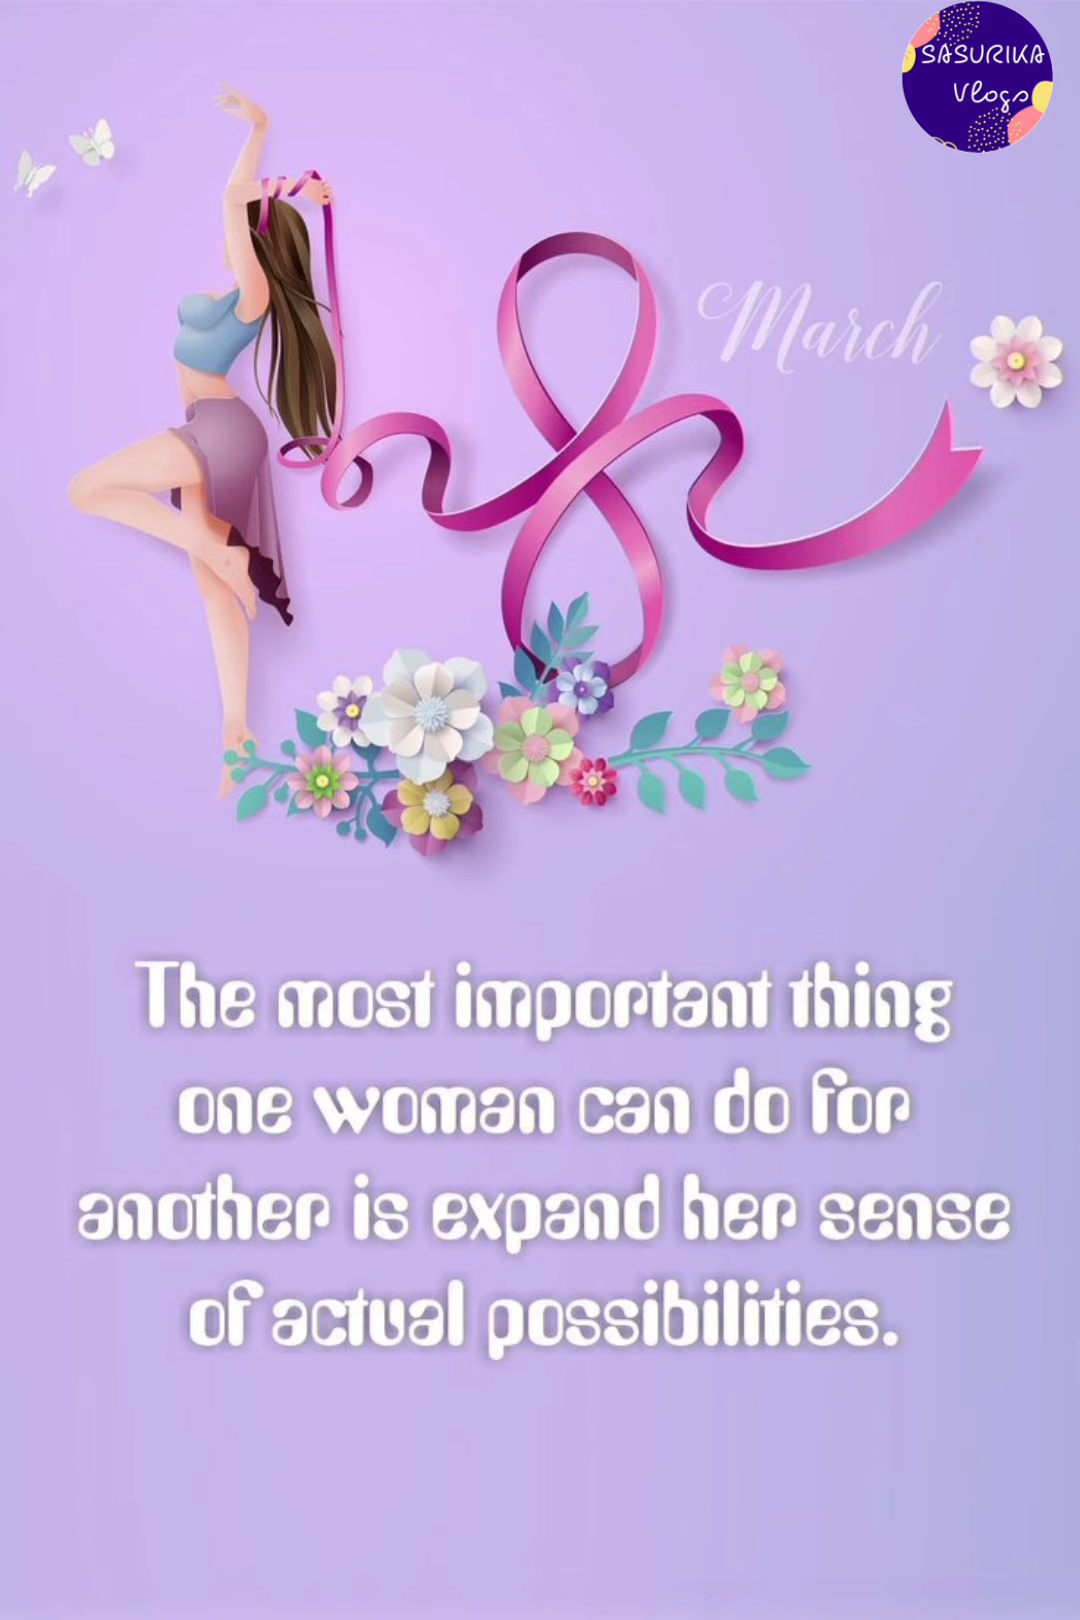 SASURIKA
Vlogs
8
March
The most important thing
one woman can do for
another is expand her sense
of actual possibilities.